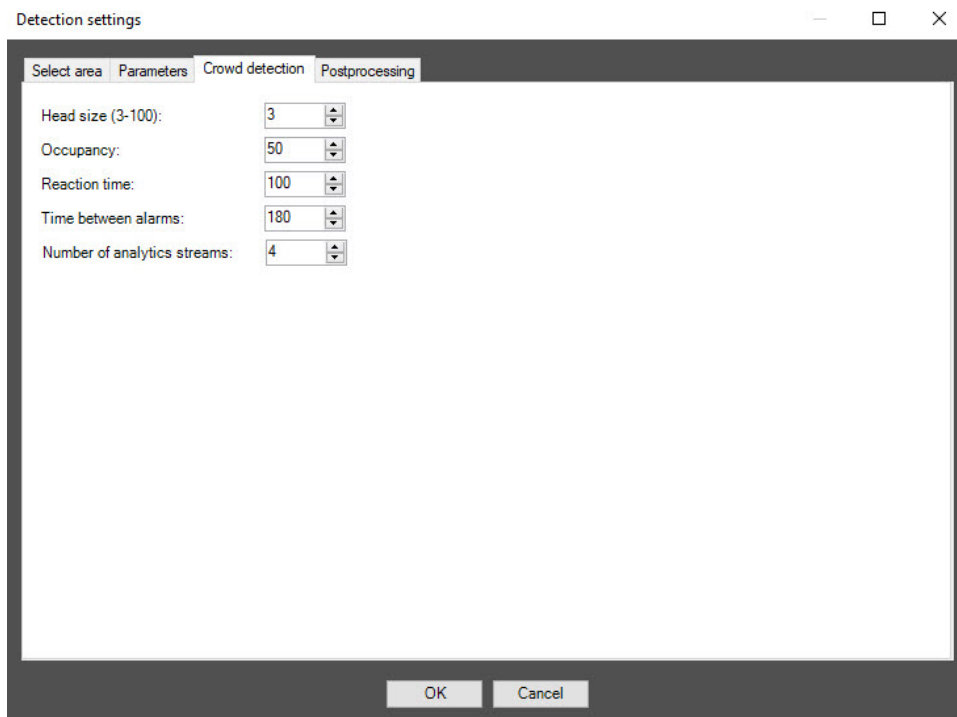 Detection settings
Select area Parameters Crowd detection Postprocessing
Head size (3-100): 3
Occupancy: 50
Reaction time: 100
Time between alarms: 180
Number of analytics streams: 4
OK Cancel